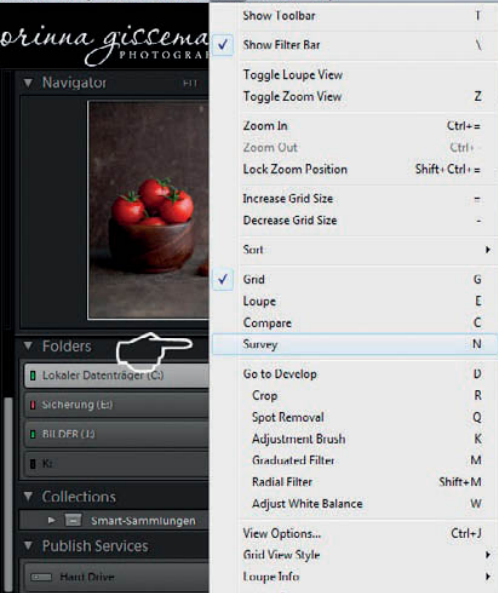 orinna gissema
PHOTOGRA
Navigator
FIT
Folders
Lokaler Datenträger (C:)
Sicherung (E:)
BILDER (J:)
K:
Collections
Smart-Sammlungen
Publish Services
Hard Drive
Show Toolbar T
Show Filter Bar \
Toggle Loupe View
Toggle Zoom View Z
Zoom In Ctrl+=
Zoom Out Ctrl+-
Lock Zoom Position Shift+Ctrl+=
Increase Grid Size =
Decrease Grid Size -
Sort
Grid G
Loupe E
Compare C
Survey N
Go to Develop D
Crop R
Spot Removal Q
Adjustment Brush K
Graduated Filter M
Radial Filter Shift+M
Adjust White Balance W
View Options... Ctrl+J
Grid View Style
Loupe Info